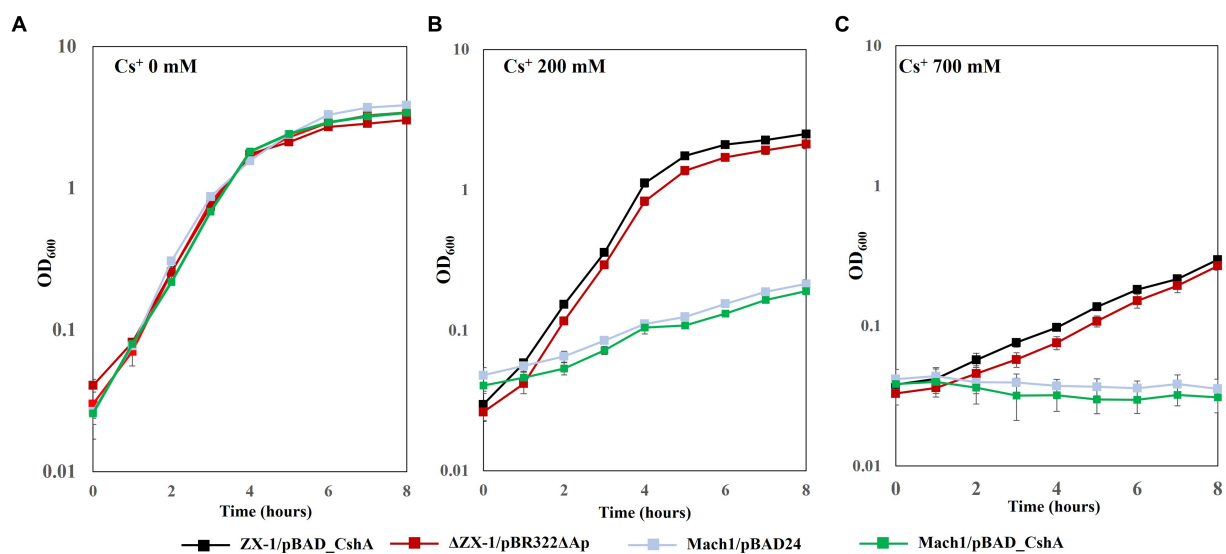 A
B
C
Cs⁺ 0 mM
Cs⁺ 200 mM
Cs⁺ 700 mM
OD₆₀₀
10
1
0.1
0.01
0 2 4 6 8
Time (hours)
OD₆₀₀
10
1
0.1
0.01
0 2 4 6 8
Time (hours)
OD₆₀₀
10
1
0.1
0.01
0 2 4 6 8
Time (hours)
ZX-1/pBAD_CshA ΔZX-1/pBR322ΔAp Mach1/pBAD24 Mach1/pBAD_CshA